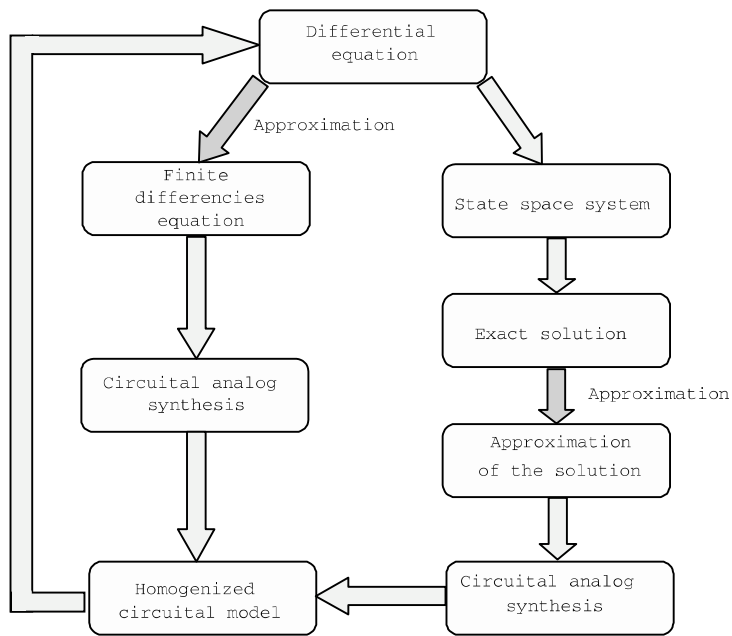 Differential
equation
Approximation
Finite
differencies
equation
State space system
Exact solution
Circuital analog
synthesis
Approximation
Approximation
of the solution
Homogenized
circuital model
Circuital analog
synthesis